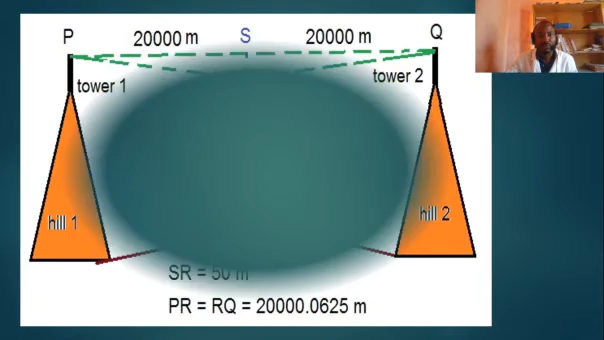 P 20000 m S 20000 m Q
tower 1 tower 2
hill 1 hill 2
SR = 50 m
PR = RQ = 20000.0625 m